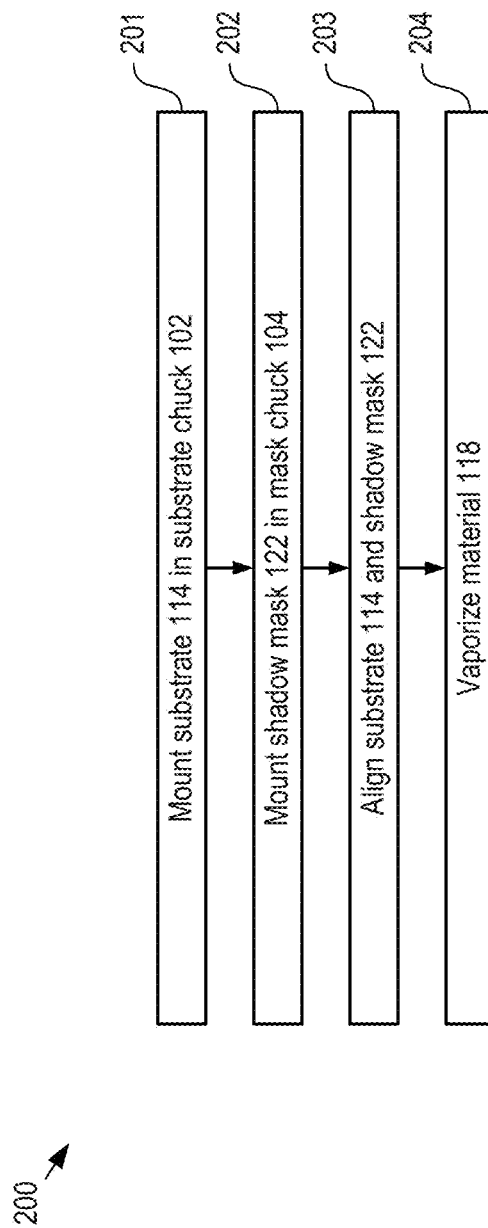 200
Mount substrate 114 in substrate chuck 102
201
Mount shadow mask 122 in mask chuck 104
202
Align substrate 114 and shadow mask 122
203
Vaporize material 118
204